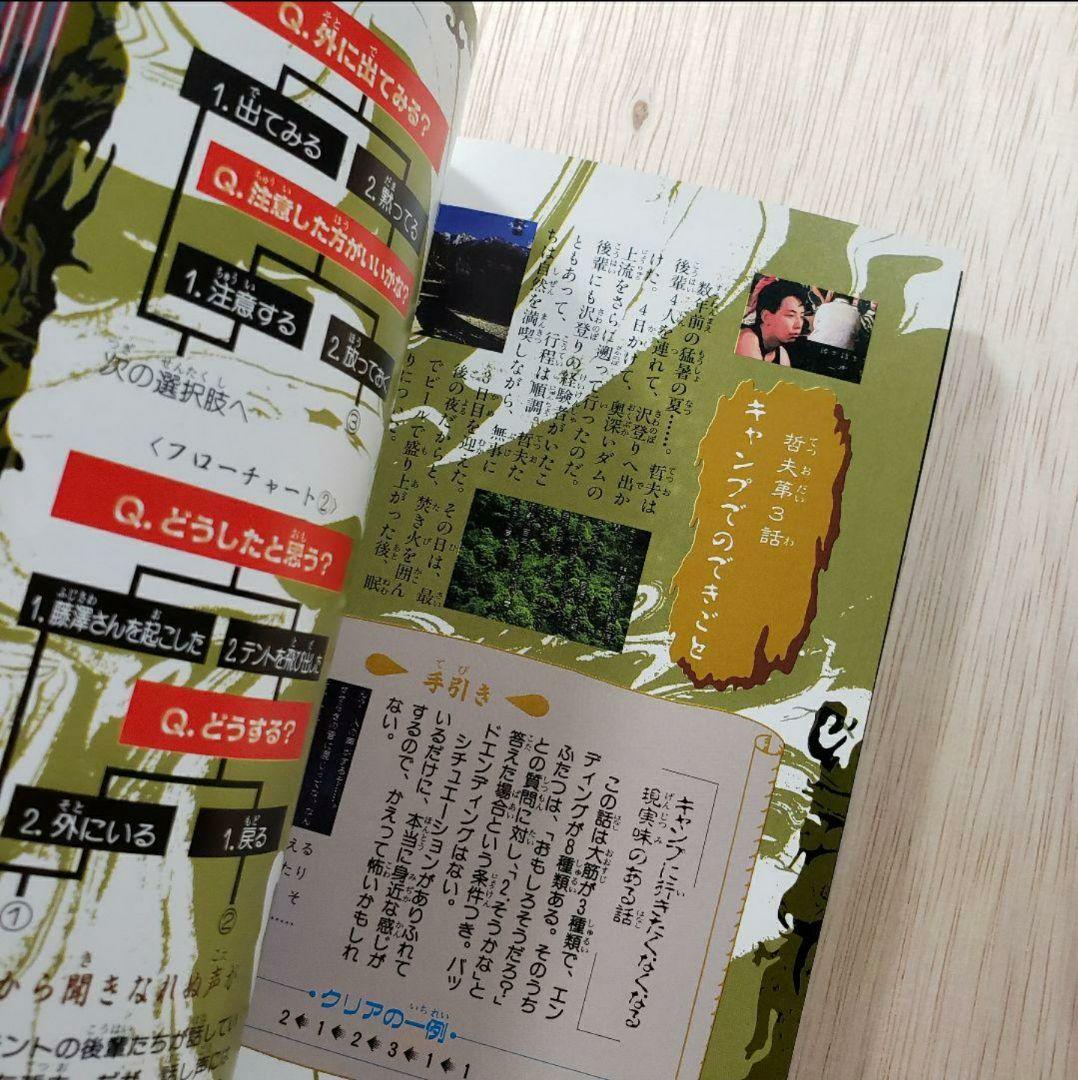 Q. 外に出てみる?
1. 出てみる
2. 黙ってる
Q. 注意した方がいいかな?
1. 注意する
2. 放っておく
次の選択肢へ
③
〈フローチャート②〉
Q. どうしたと思う?
1. 藤澤さんを起こした
2. テントを飛び出した
Q. どうする?
2. 外にいる
1. 戻る
①
②
から聞きなれぬ声が
ントの後輩たちが話してい
話し声には
哲夫第3話
キャンプでのできごと
数年前の猛暑の夏……。哲夫は
後輩4人を連れて、沢登りへ出か
けた。4日かけて、奥深いダムの
上流をさらに遡って行ったのだ。
後輩にも沢登りの経験者がいたこ
ともあって、行程は順調。哲夫た
ちは自然を満喫しながら、無事に
3日目を迎えた。その日は、最
後の夜だからと、焚き火を囲ん
でビールで盛り上がった後、眠
りにつ
手引き
キャンプに行きたくなくなる
現実味のある話
この話は大筋が3種類で、エン
ディングが8種類ある。そのうち
ふたつは、「おもしろそうだろ?」
との質問に対し、「2.そうかな」と
答えた場合という条件つき。バッ
ドエンディングはない。
シチュエーションがありふれて
いるだけに、本当に身近な感じが
するので、かえって怖いかもしれ
ない。
える
たり
そ
……
クリアの一例
2 1 2 3 1 1